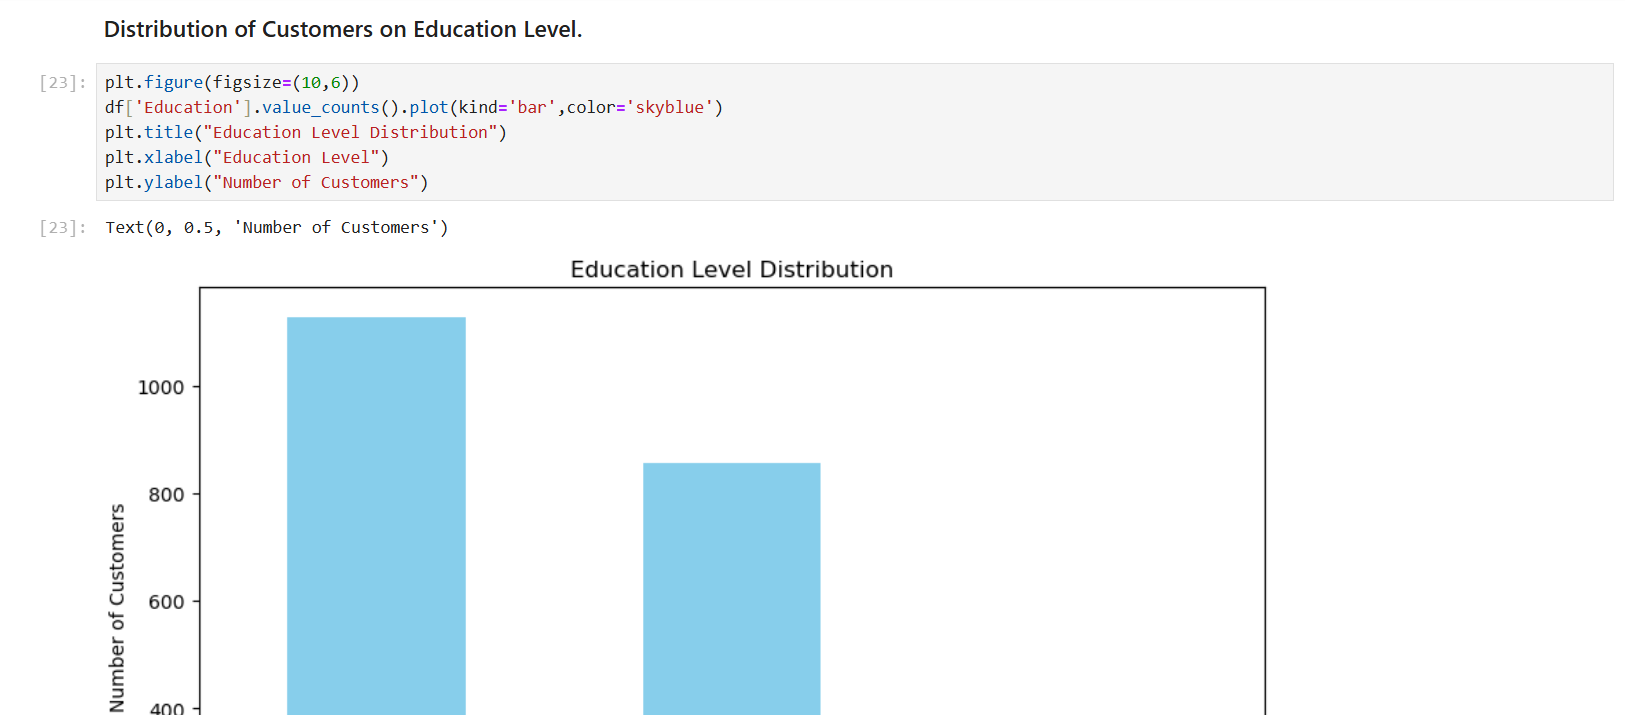 Distribution of Customers on Education Level.
[23]: plt.figure(figsize=(10,6))
df['Education'].value_counts().plot(kind='bar',color='skyblue')
plt.title("Education Level Distribution")
plt.xlabel("Education Level")
plt.ylabel("Number of Customers")
[23]: Text(0, 0.5, 'Number of Customers')
Education Level Distribution
1000
800
600
400
Number of Customers